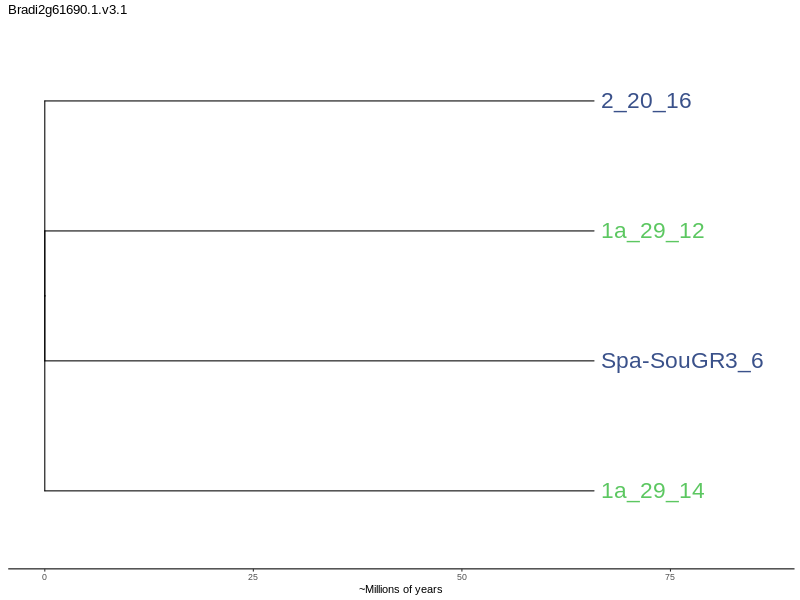 Bradi2g61690.1.v3.1
2_20_16
1a_29_12
Spa-SouGR3_6
1a_29_14
0 25 50 75
~Millions of years